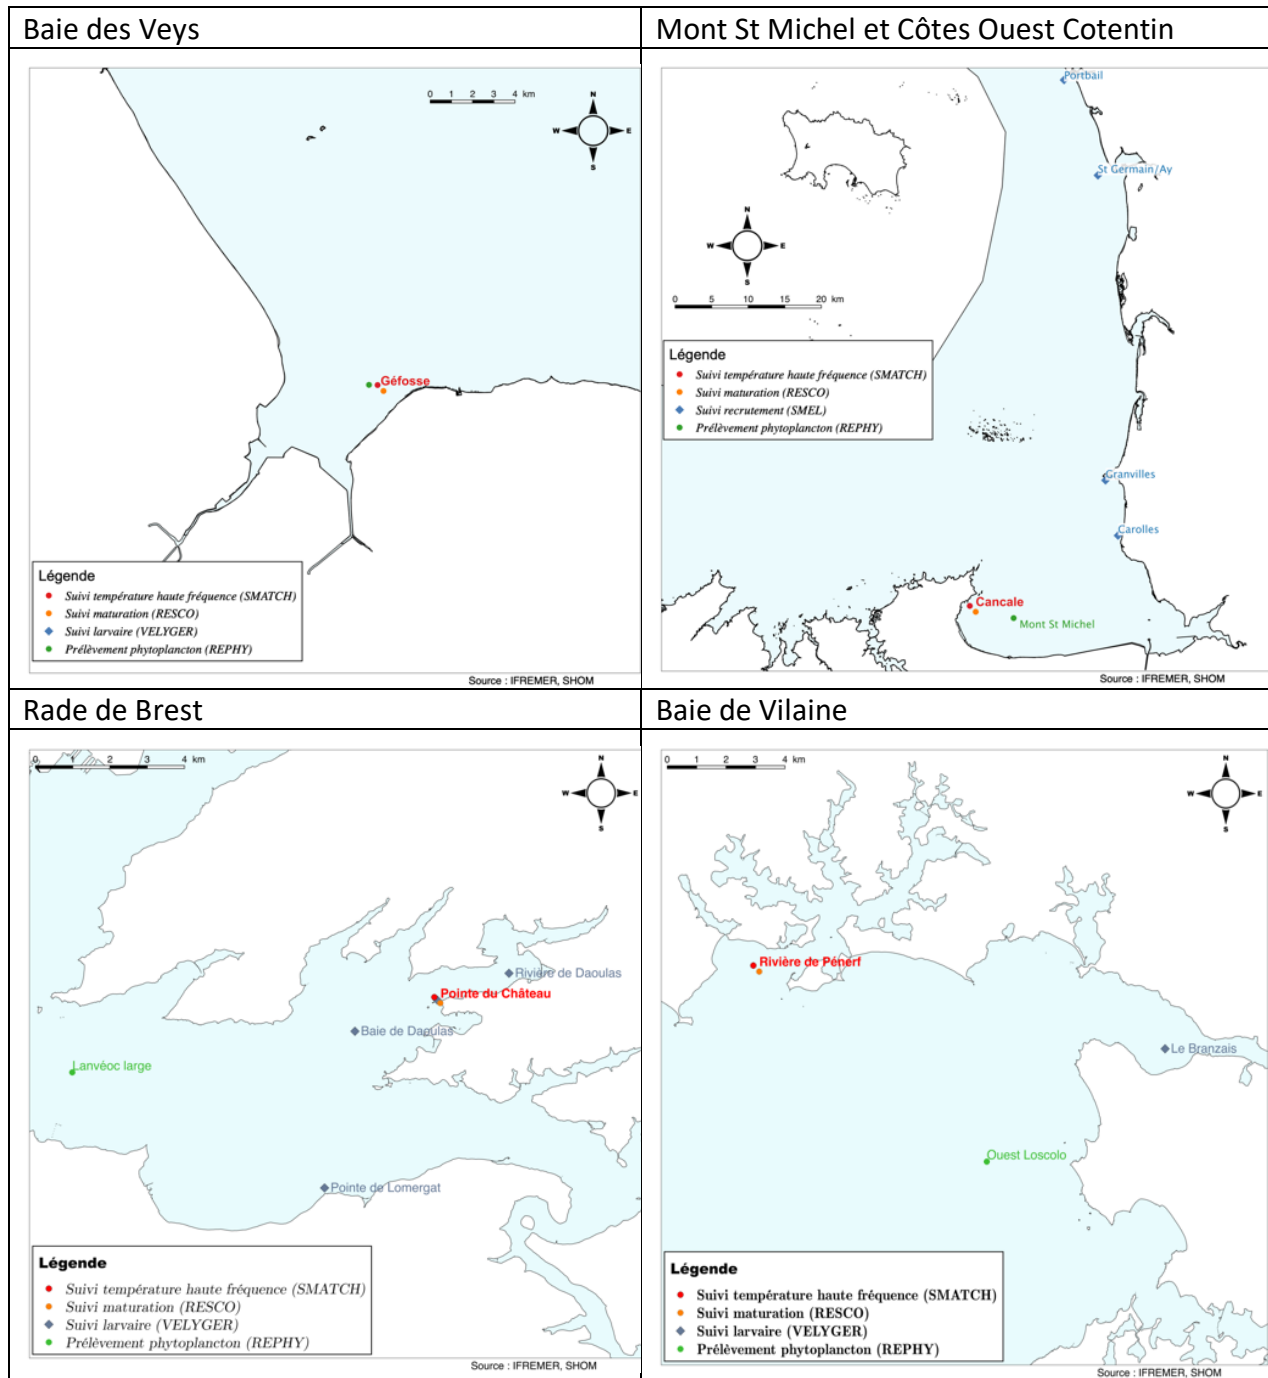 Baie des Veys
0 1 2 3 4 km
N
W E
S
Géfosse
Légende
Suivi température haute fréquence (SMATCH)
Suivi maturation (RESCO)
Suivi larvaire (VELYGER)
Prélèvement phytoplancton (REPHY)
Source : IFREMER, SHOM
Mont St Michel et Côtes Ouest Cotentin
Portbail
St Germain/Ay
N
W E
S
0 5 10 15 20 km
Légende
Suivi température haute fréquence (SMATCH)
Suivi maturation (RESCO)
Suivi recrutement (SMEL)
Prélèvement phytoplancton (REPHY)
Granvilles
Carolles
Cancale
Mont St Michel
Source : IFREMER, SHOM
Rade de Brest
0 1 2 3 4 km
N
W E
S
Rivière de Daoulas
Pointe du Château
Baie de Daoulas
Lanvéoc large
Pointe de Lomergat
Légende
Suivi température haute fréquence (SMATCH)
Suivi maturation (RESCO)
Suivi larvaire (VELYGER)
Prélèvement phytoplancton (REPHY)
Source : IFREMER, SHOM
Baie de Vilaine
0 1 2 3 4 km
N
W E
S
Rivière de Pénerf
Le Branzais
Ouest Loscolo
Légende
Suivi température haute fréquence (SMATCH)
Suivi maturation (RESCO)
Suivi larvaire (VELYGER)
Prélèvement phytoplancton (REPHY)
Source : IFREMER, SHOM